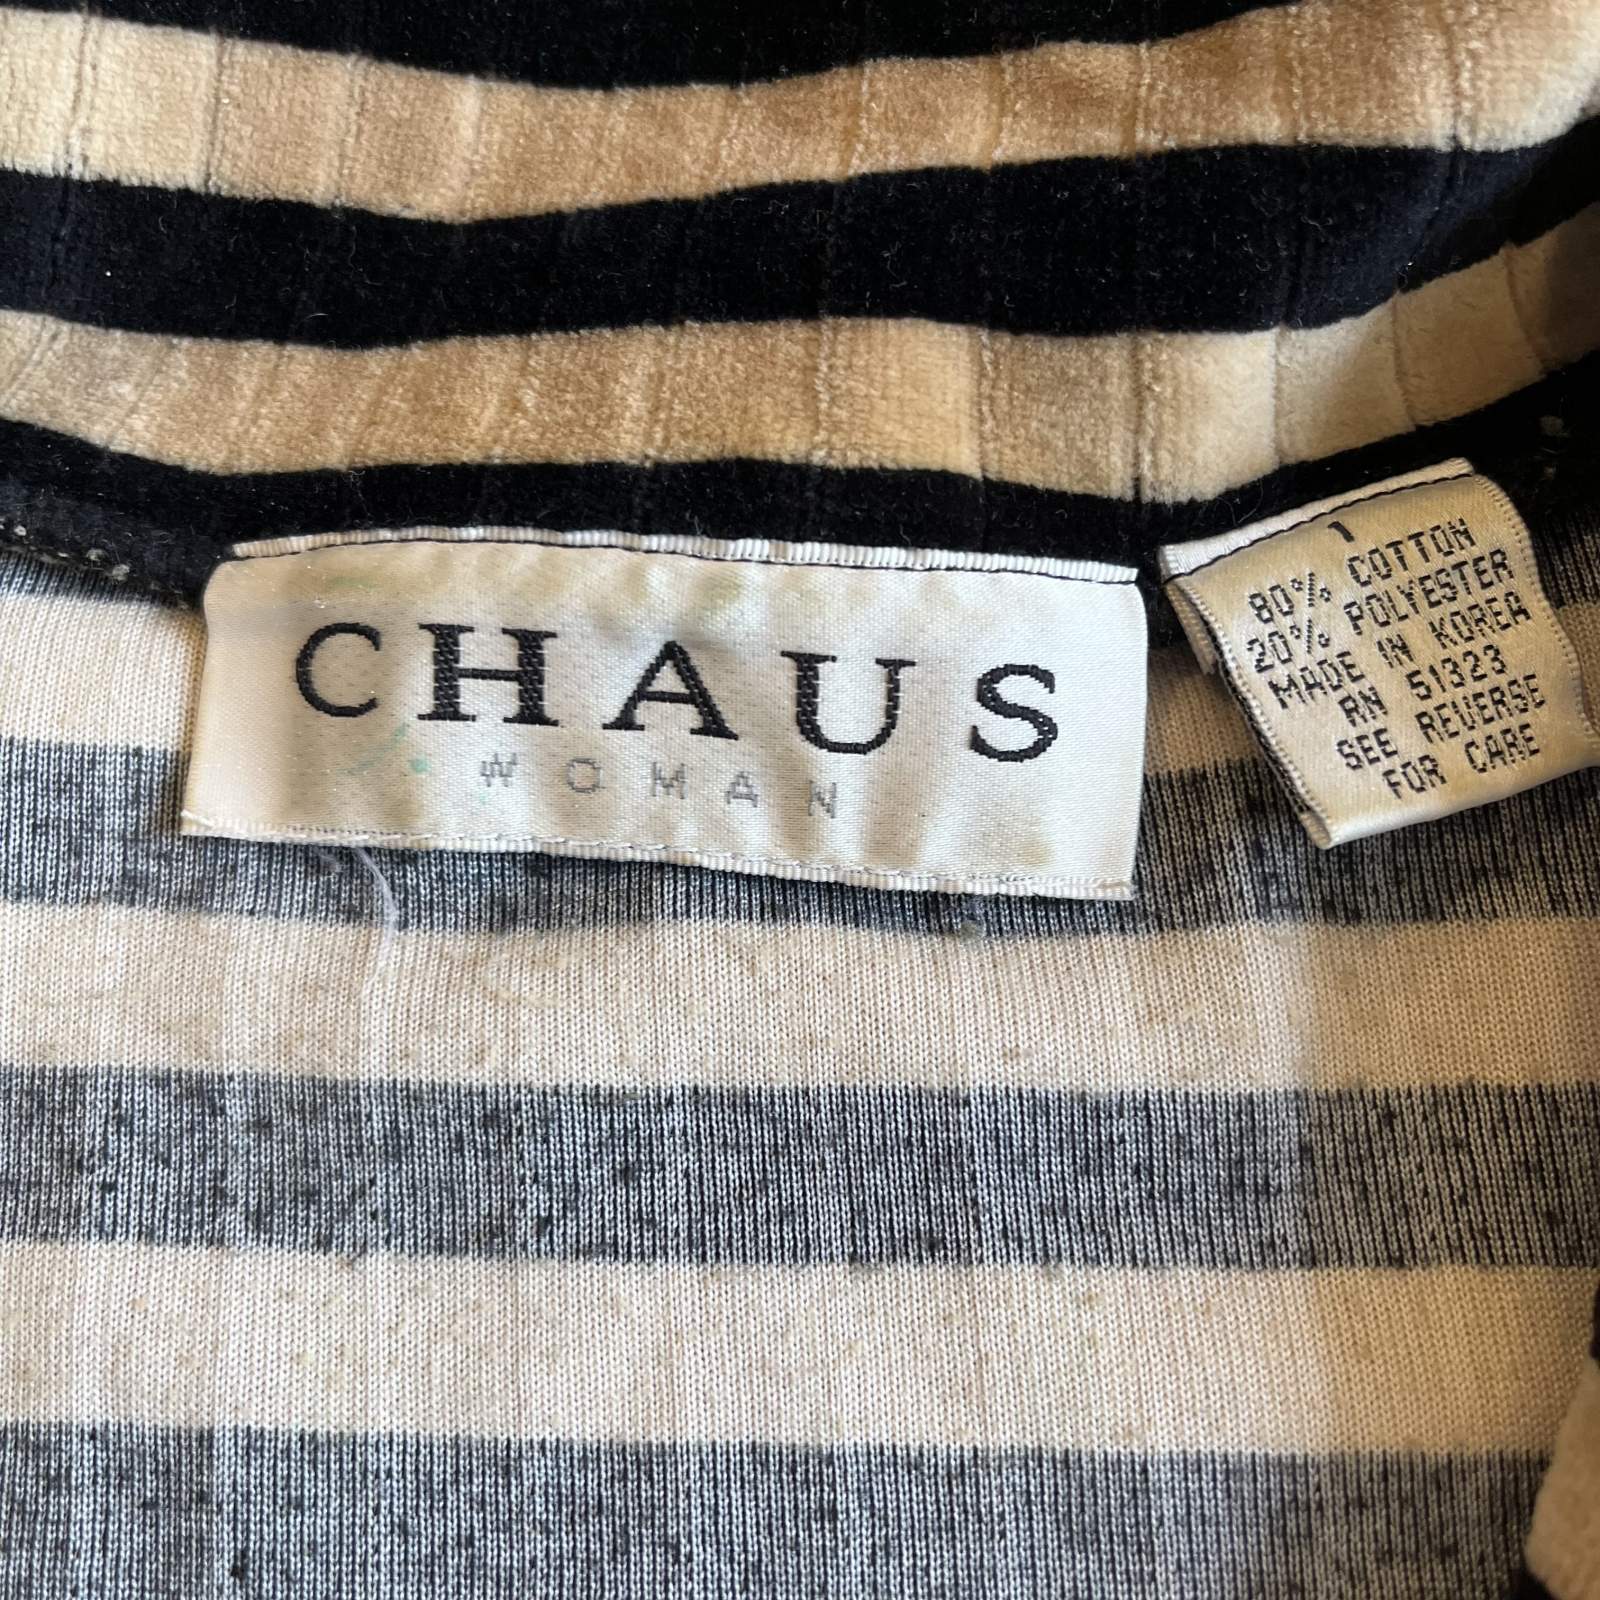 CHAUS
WOMAN
1
80% COTTON
20% POLYESTER
MADE IN KOREA
RN 51323
SEE REVERSE
FOR CARE